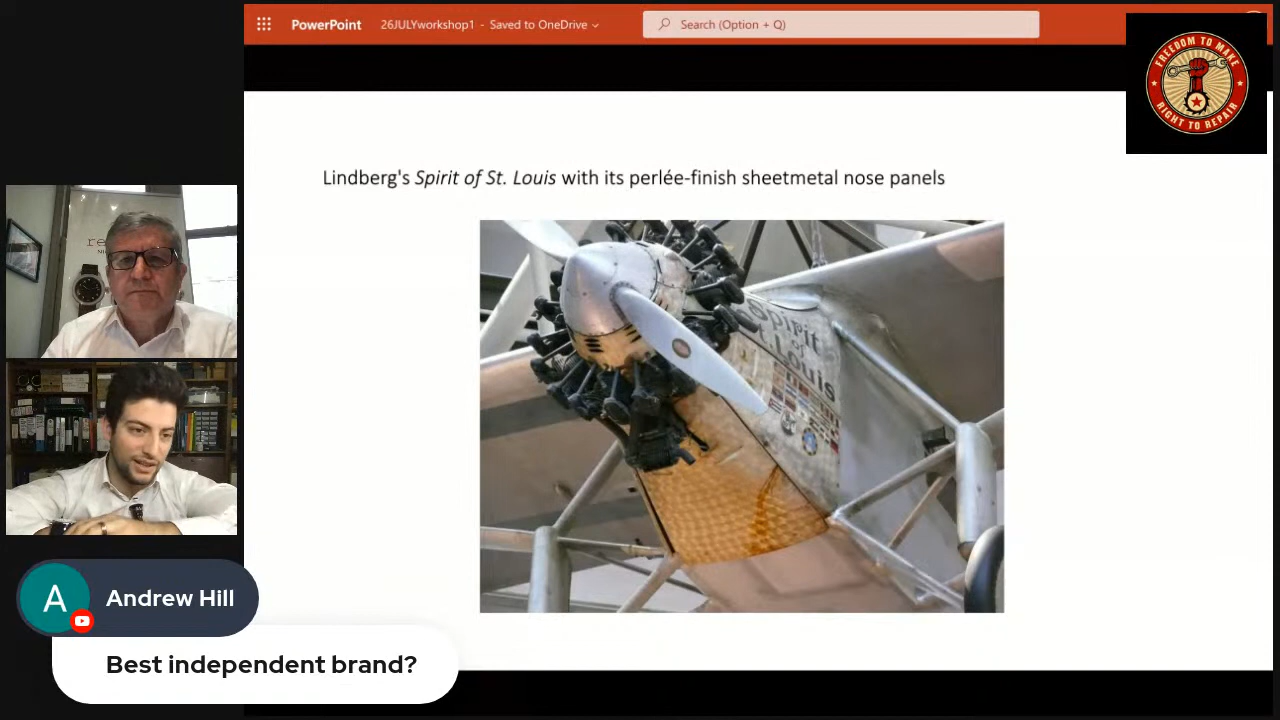 PowerPoint 26JULYworkshop1 - Saved to OneDrive
Search (Option + Q)
FREEDOM TO MAKE
RIGHT TO REPAIR
Lindberg's Spirit of St. Louis with its perlée-finish sheetmetal nose panels
Spirit
of
St. Louis
A
Andrew Hill
Best independent brand?